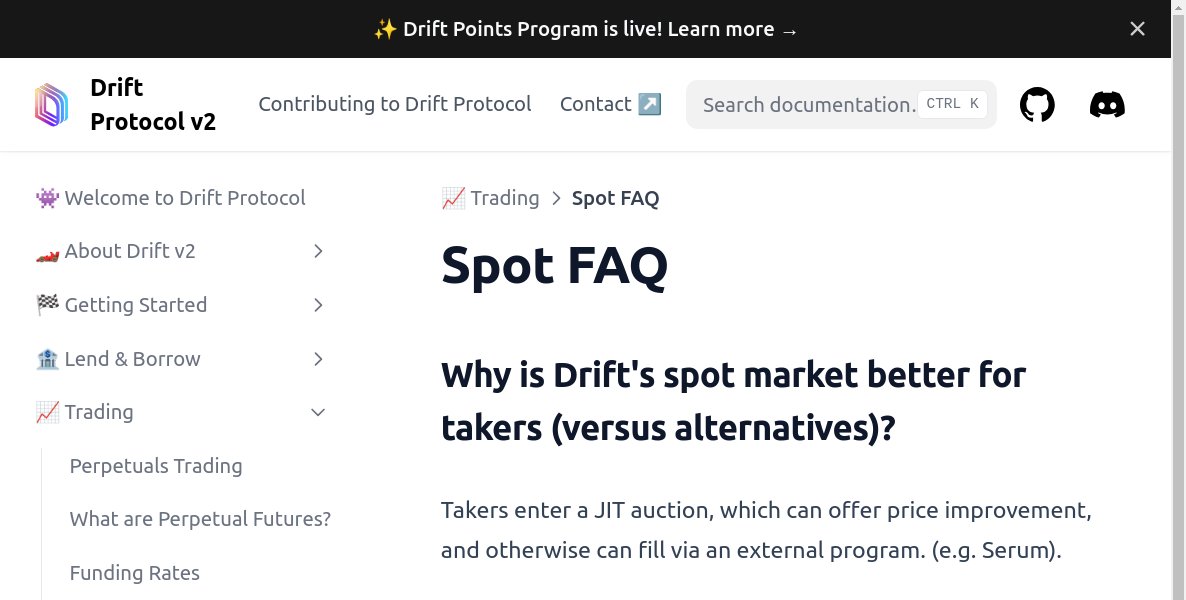 ✨ Drift Points Program is live! Learn more →
Drift
Protocol v2
Contributing to Drift Protocol
Contact ↗️
Search documentation.
CTRL K
👾 Welcome to Drift Protocol
🏎️ About Drift v2
🏁 Getting Started
🏦 Lend & Borrow
📈 Trading
Perpetuals Trading
What are Perpetual Futures?
Funding Rates
📈 Trading > Spot FAQ
Spot FAQ
Why is Drift's spot market better for
takers (versus alternatives)?
Takers enter a JIT auction, which can offer price improvement,
and otherwise can fill via an external program. (e.g. Serum).